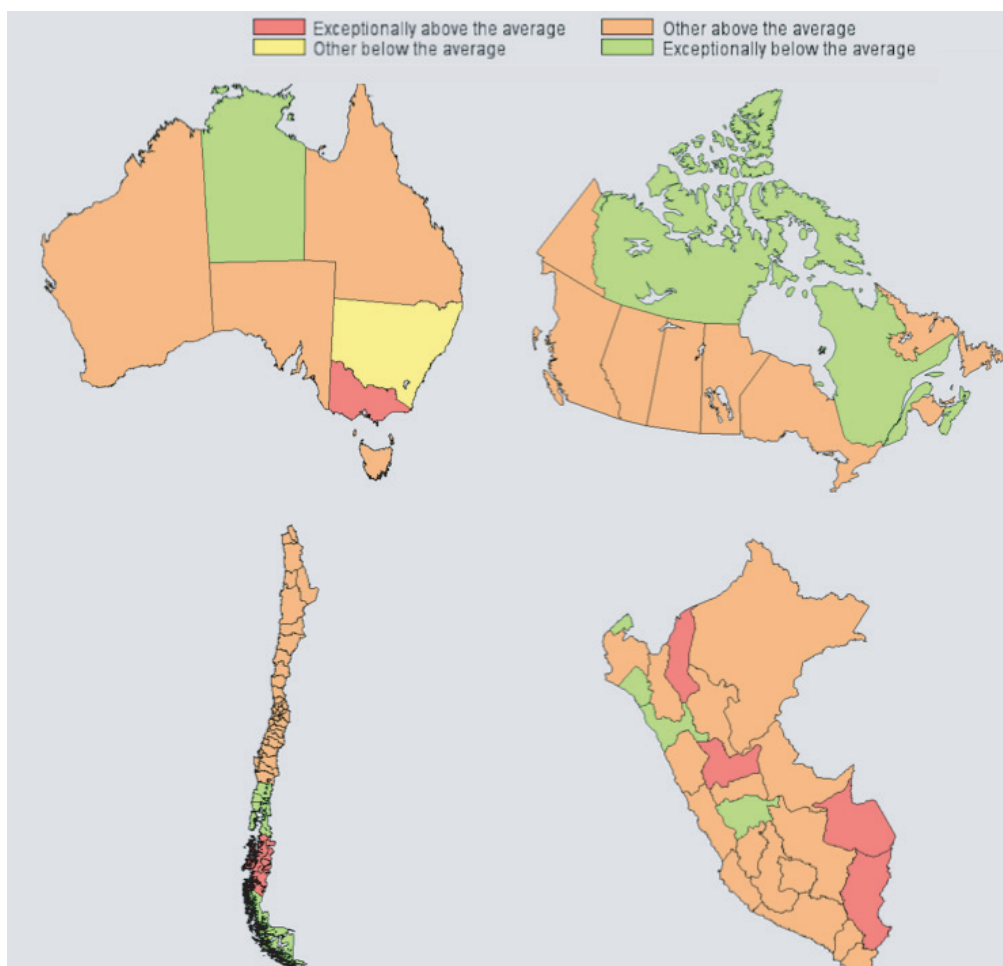 Exceptionally above the average
Other above the average
Other below the average
Exceptionally below the average